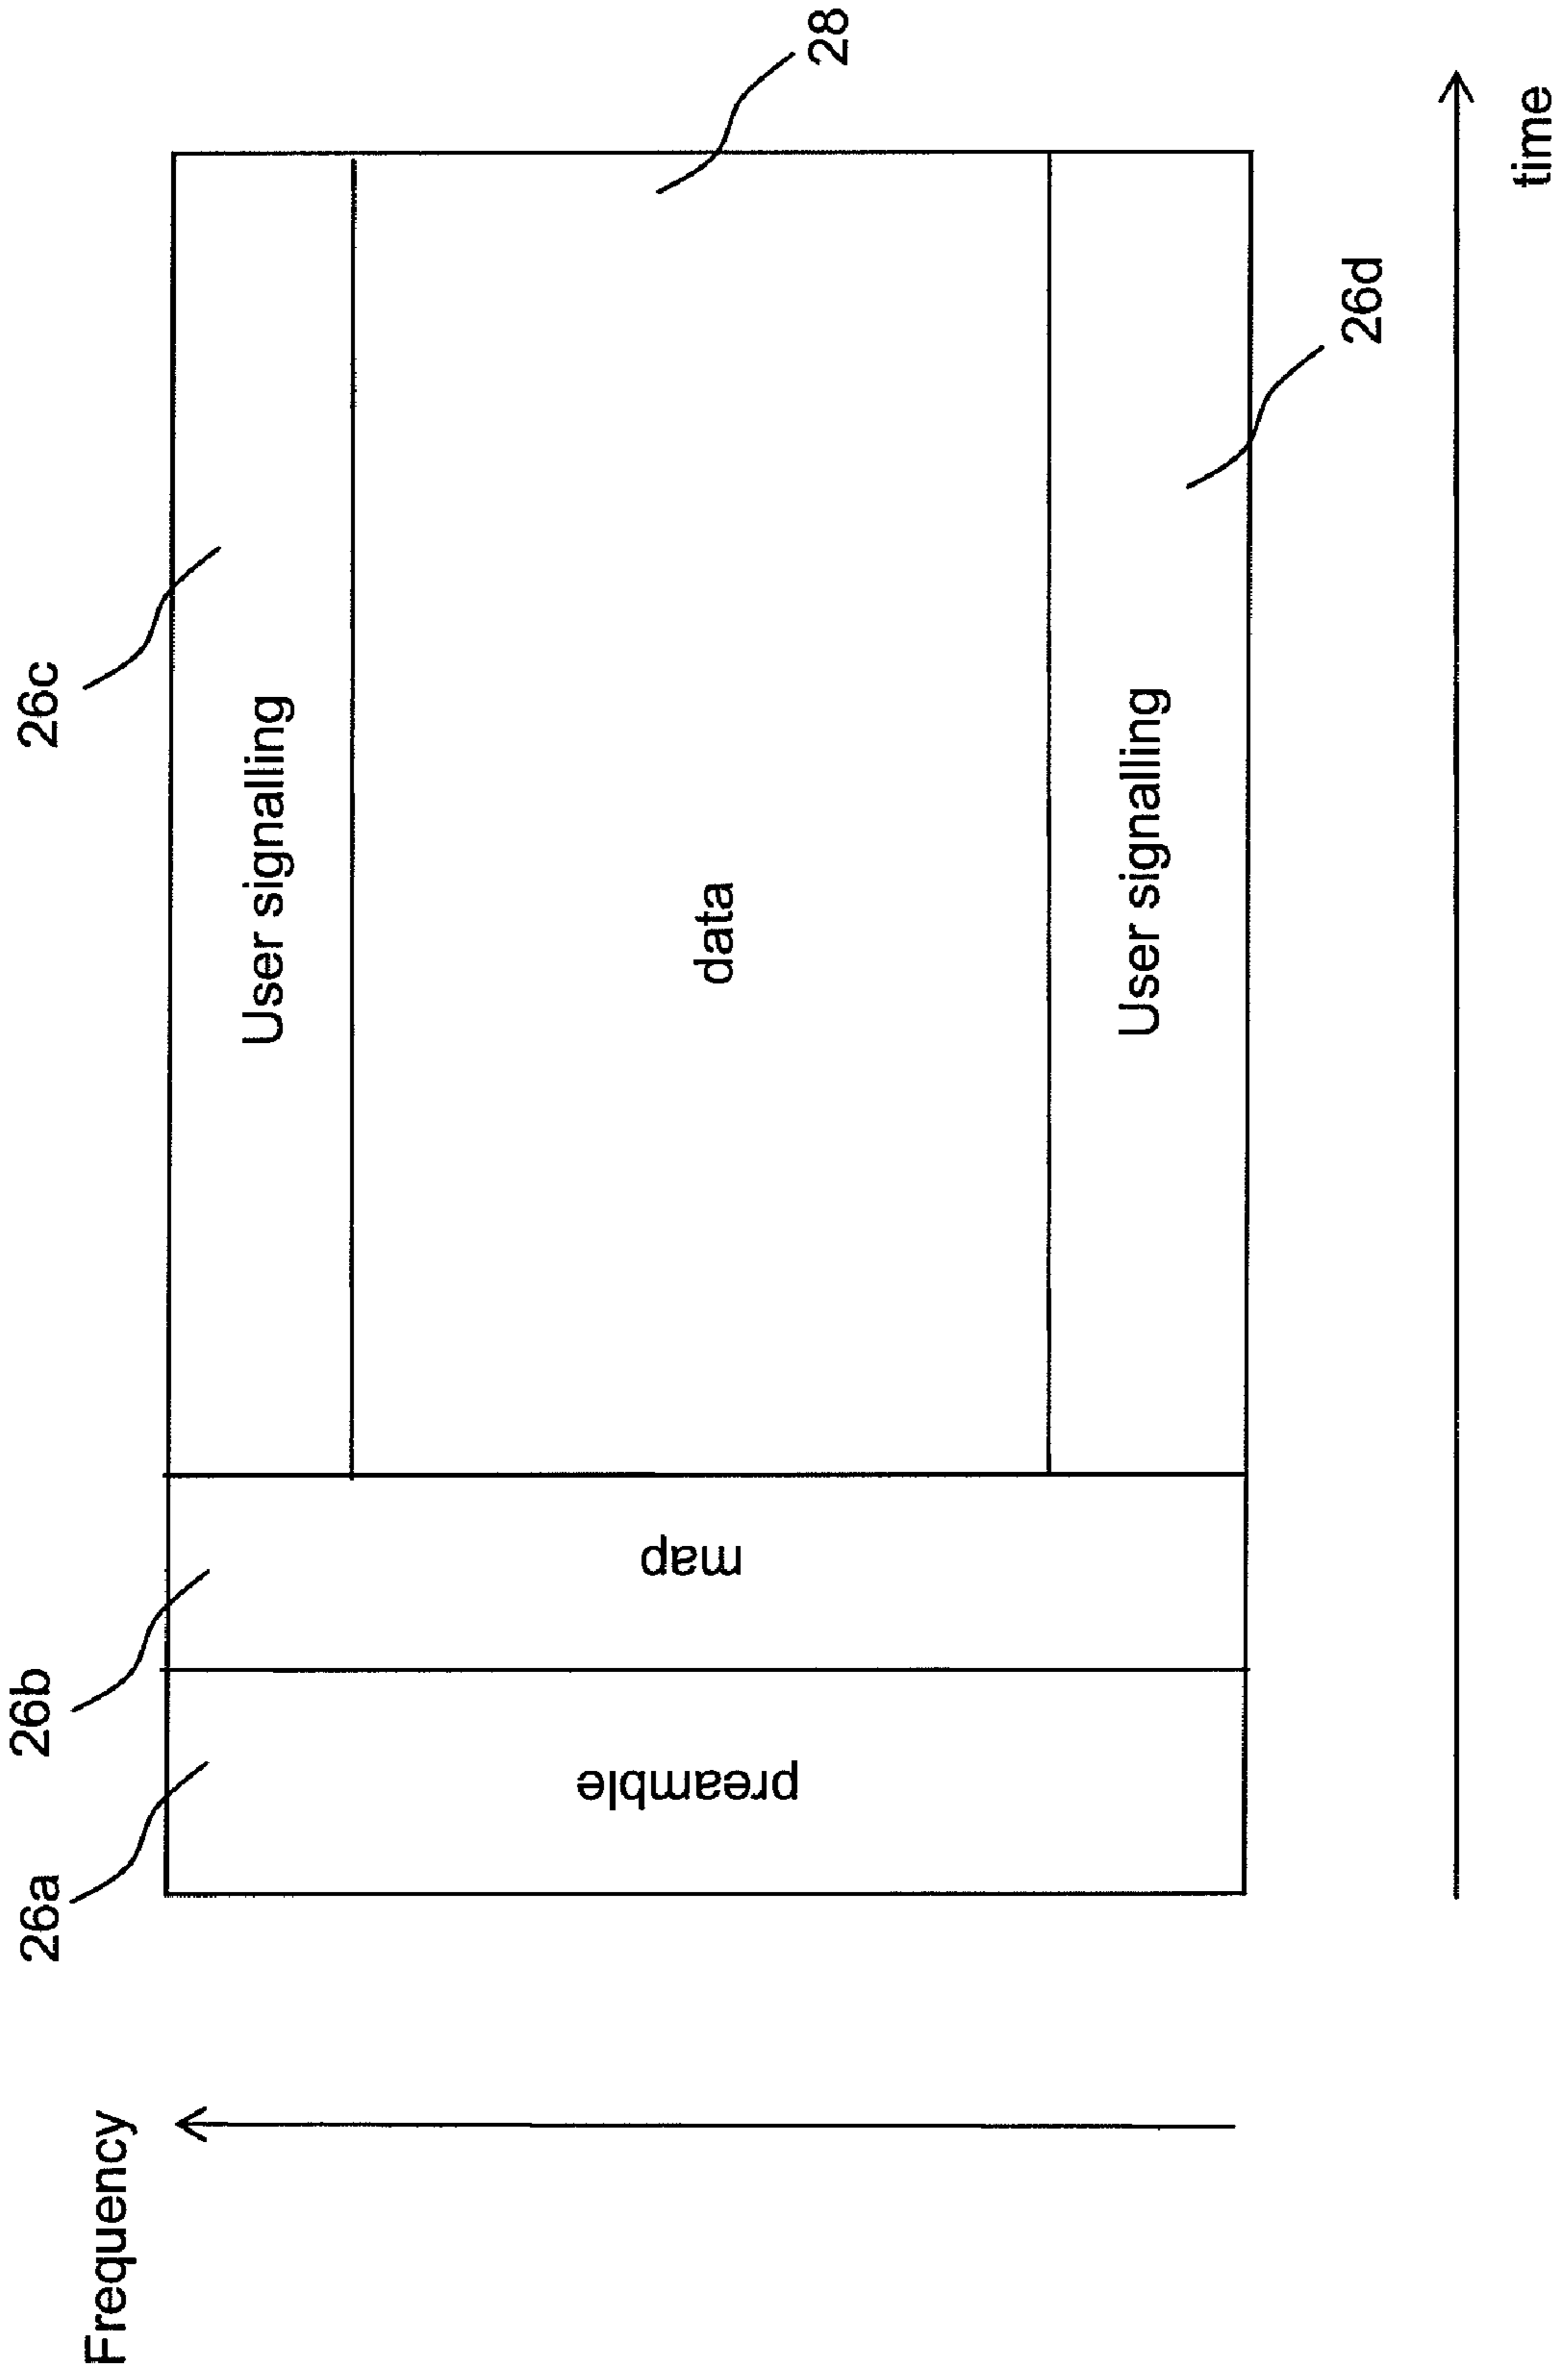 Frequency
26a
26b
26c
28
26d
preamble
map
User signalling
data
User signalling
time